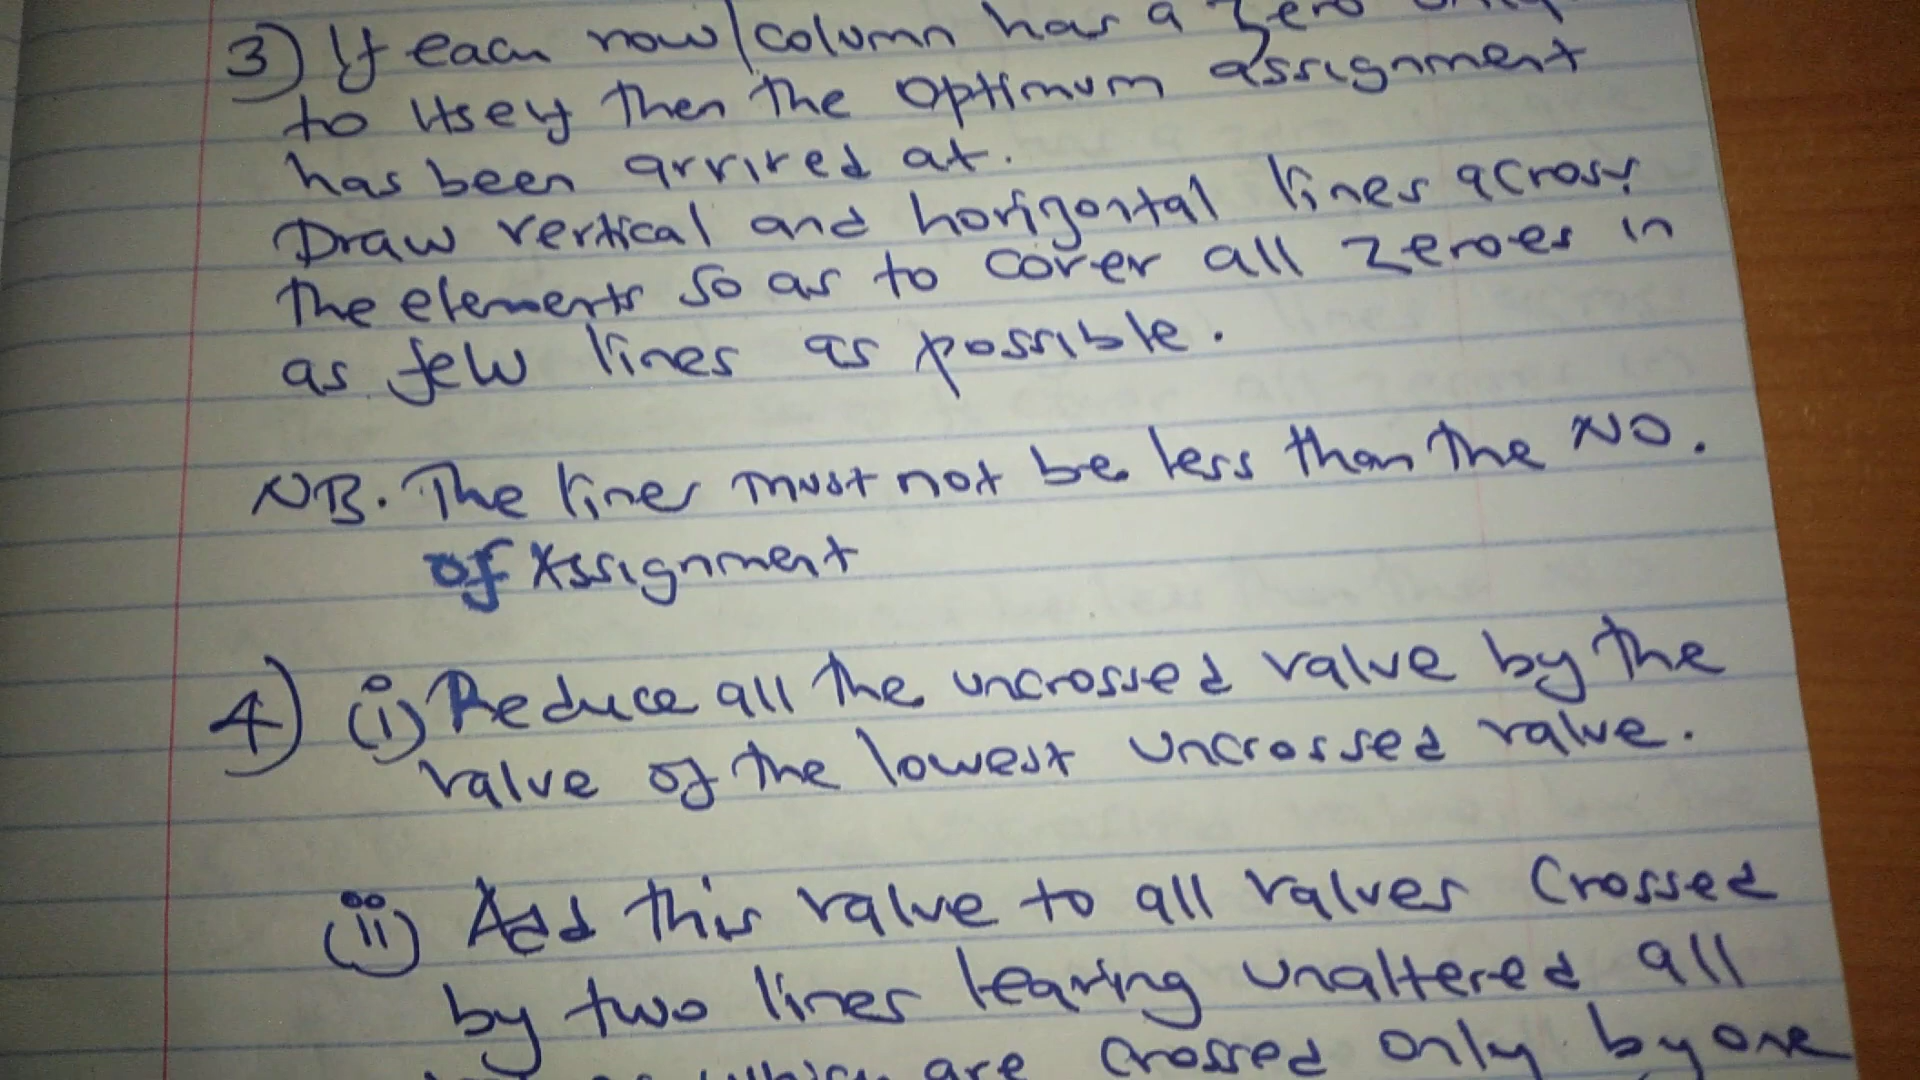 3) If each row/column has a zero only
to itself then the optimum assignment
has been arrived at.
Draw vertical and horizontal lines across
the elements so as to cover all zeroes in
as few lines as possible.
NB. The lines must not be less than the NO.
of Assignment
4) (i) Reduce all the uncrossed value by the
value of the lowest uncrossed value.
(ii) Add this value to all values crossed
by two lines leaving unaltered all
which are crossed only by one